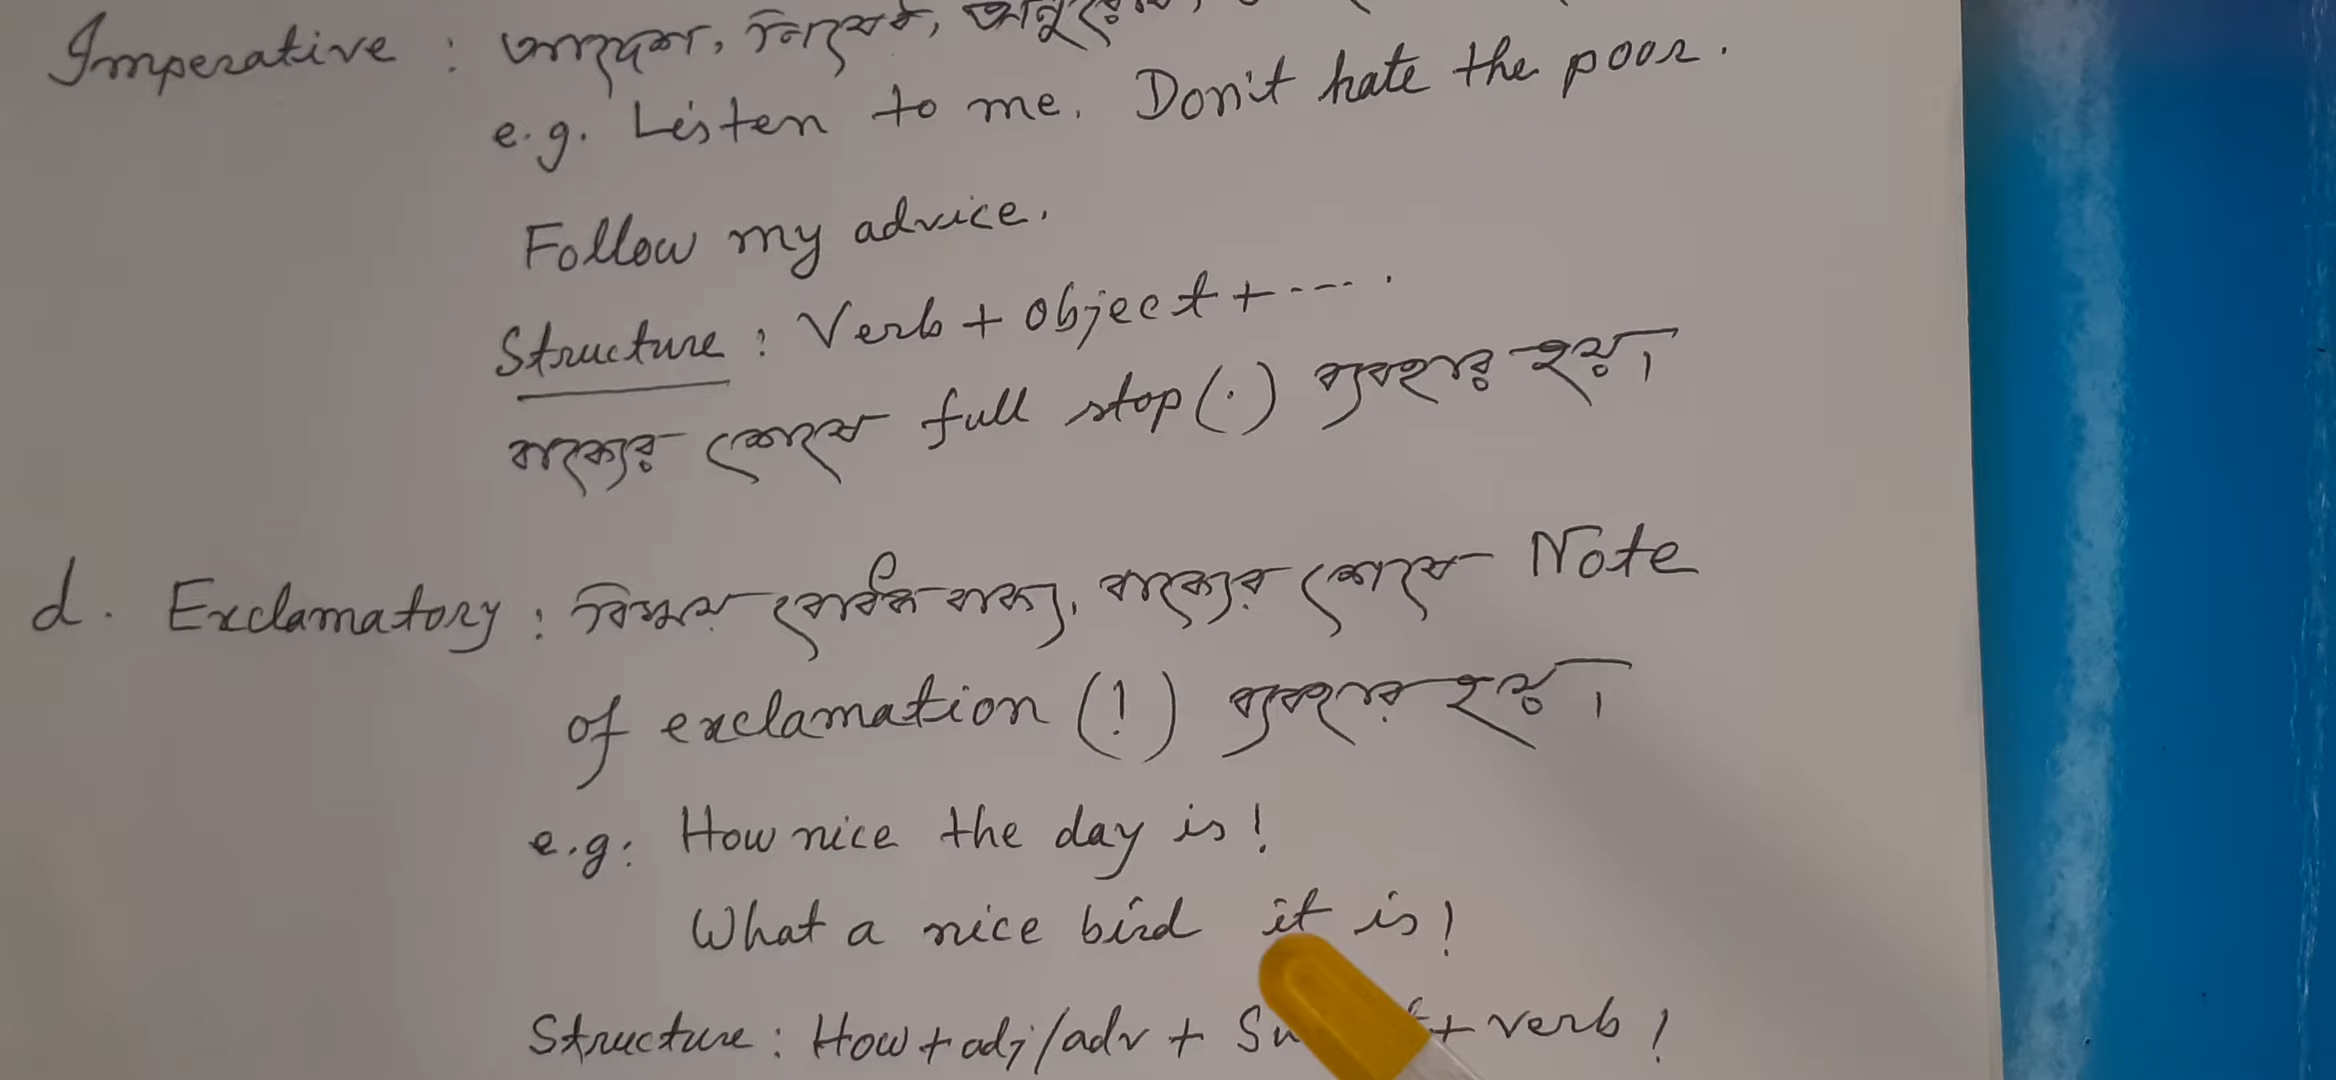 Imperative : আদেশ, নিষেধ, অনুরোধ,
e.g. Listen to me. Don't hate the poor.
Follow my advice.
Structure : Verb + object + ---- .
বাক্যের শেষে full stop (.) ব্যবহার হয়।
d. Exclamatory : বিস্ময় বোধক বাক্য, বাক্যের শেষে Note
of exclamation (!) ব্যবহার হয়।
e.g: How nice the day is!
What a nice bird it is!
Structure : How + adj/adv + + verb!